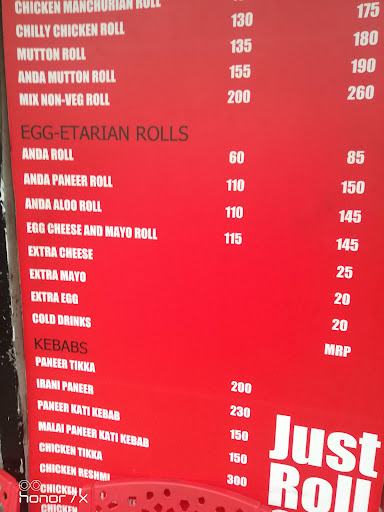 CHICKEN MANCHURIAN ROLL
CHILLY CHICKEN ROLL 130 175
MUTTON ROLL 135 180
ANDA MUTTON ROLL 155 190
MIX NON-VEG ROLL 200 260
EGG-ETARIAN ROLLS
ANDA ROLL 60 85
ANDA PANEER ROLL 110 150
ANDA ALOO ROLL 110 145
EGG CHEESE AND MAYO ROLL 115 145
EXTRA CHEESE 25
EXTRA MAYO 20
EXTRA EGG 20
COLD DRINKS MRP
KEBABS
PANEER TIKKA 200
IRANI PANEER 230
PANEER KATI KEBAB 150
MALAI PANEER KATI KEBAB 150
CHICKEN TIKKA 300
CHICKEN RESHMI
CHICKEN
CHICKEN
Just
Roll
honor 7X